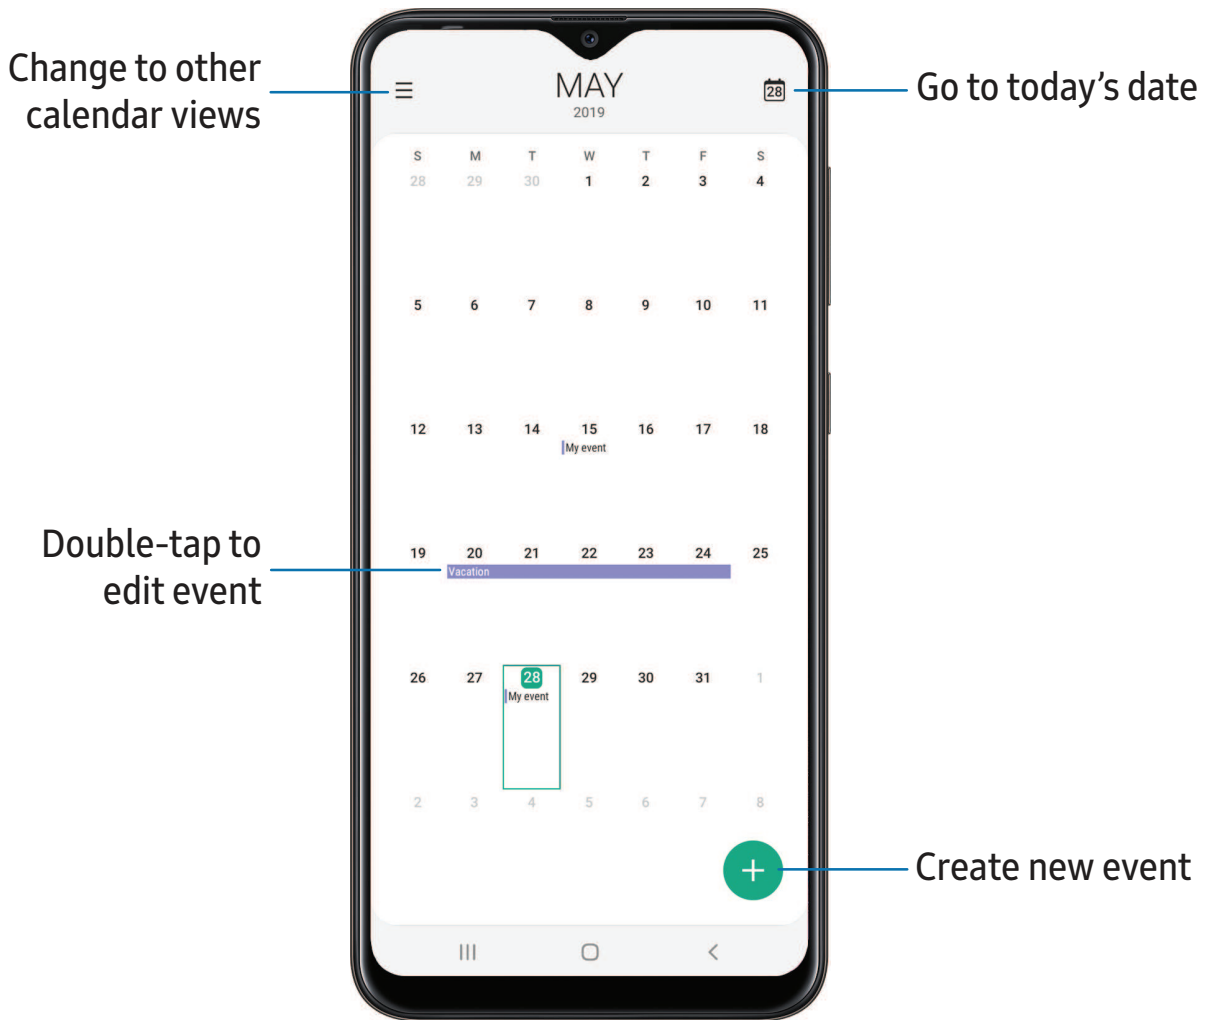 Change to other
calendar views
MAY
2019
28
Go to today's date
S M T W T F S
28 29 30 1 2 3 4
5 6 7 8 9 10 11
12 13 14 15 16 17 18
My event
Double-tap to
edit event
19 20 21 22 23 24 25
Vacation
26 27 28 29 30 31 1
My event
2 3 4 5 6 7 8
Create new event